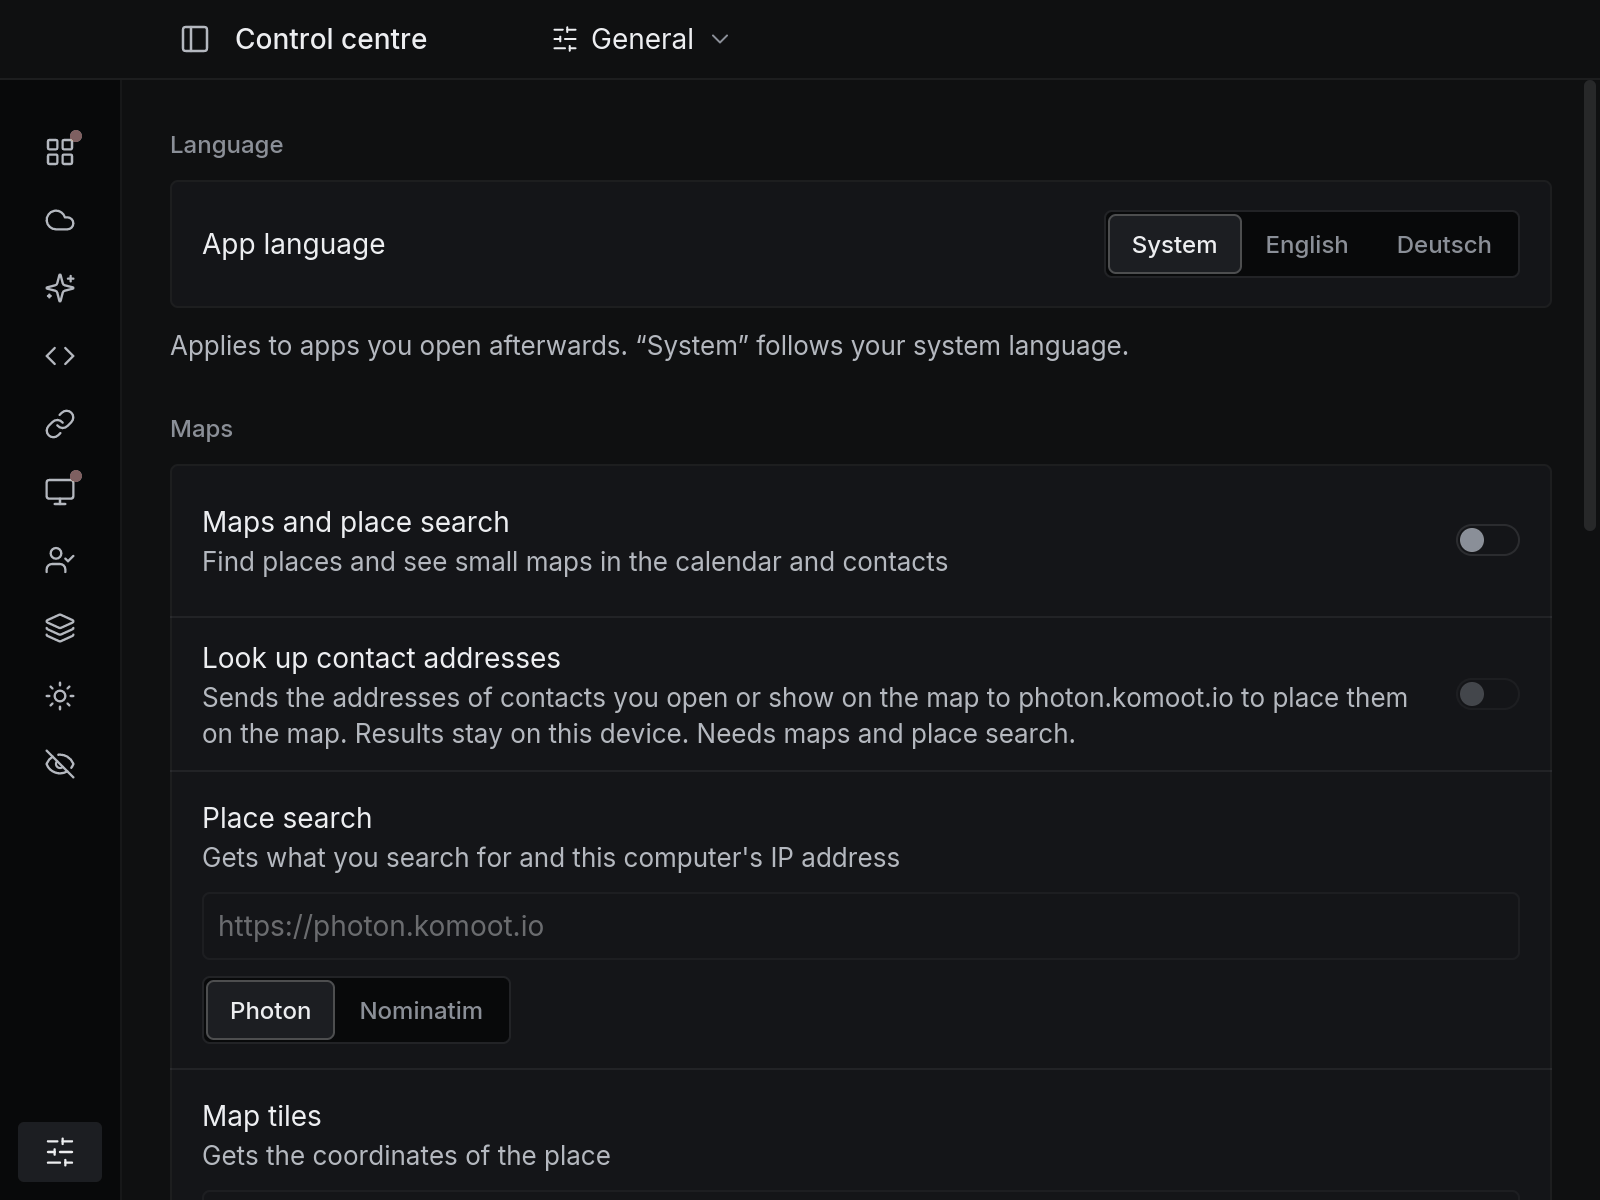 Control centre
General
Language
App language
System
English
Deutsch
Applies to apps you open afterwards. “System” follows your system language.
Maps
Maps and place search
Find places and see small maps in the calendar and contacts
Look up contact addresses
Sends the addresses of contacts you open or show on the map to photon.komoot.io to place them
on the map. Results stay on this device. Needs maps and place search.
Place search
Gets what you search for and this computer's IP address
https://photon.komoot.io
Photon
Nominatim
Map tiles
Gets the coordinates of the place